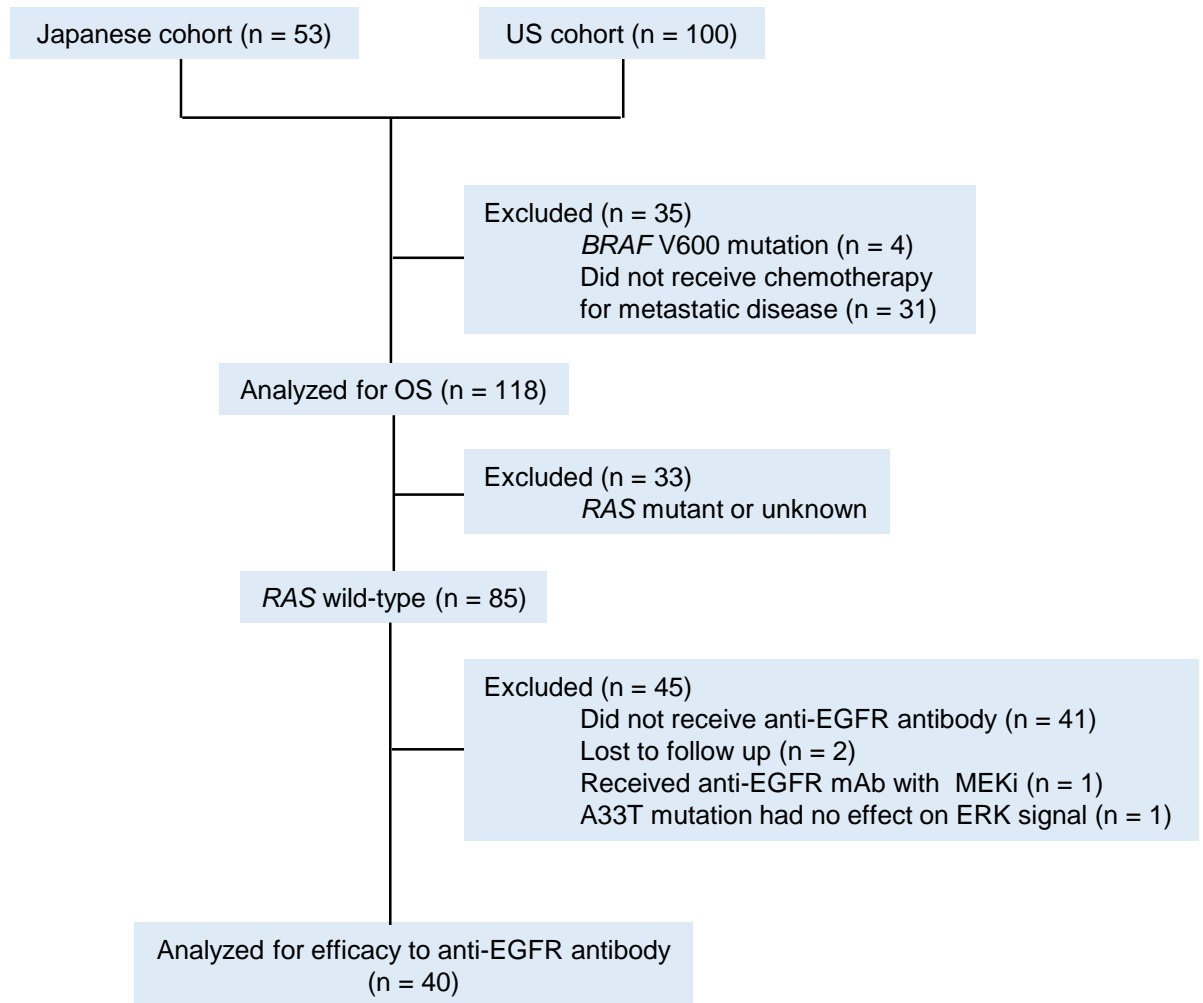 Japanese cohort (n = 53)
US cohort (n = 100)
Excluded (n = 35)
BRAF V600 mutation (n = 4)
Did not receive chemotherapy
for metastatic disease (n = 31)
Analyzed for OS (n = 118)
Excluded (n = 33)
RAS mutant or unknown
RAS wild-type (n = 85)
Excluded (n = 45)
Did not receive anti-EGFR antibody (n = 41)
Lost to follow up (n = 2)
Received anti-EGFR mAb with MEKi (n = 1)
A33T mutation had no effect on ERK signal (n = 1)
Analyzed for efficacy to anti-EGFR antibody
(n = 40)